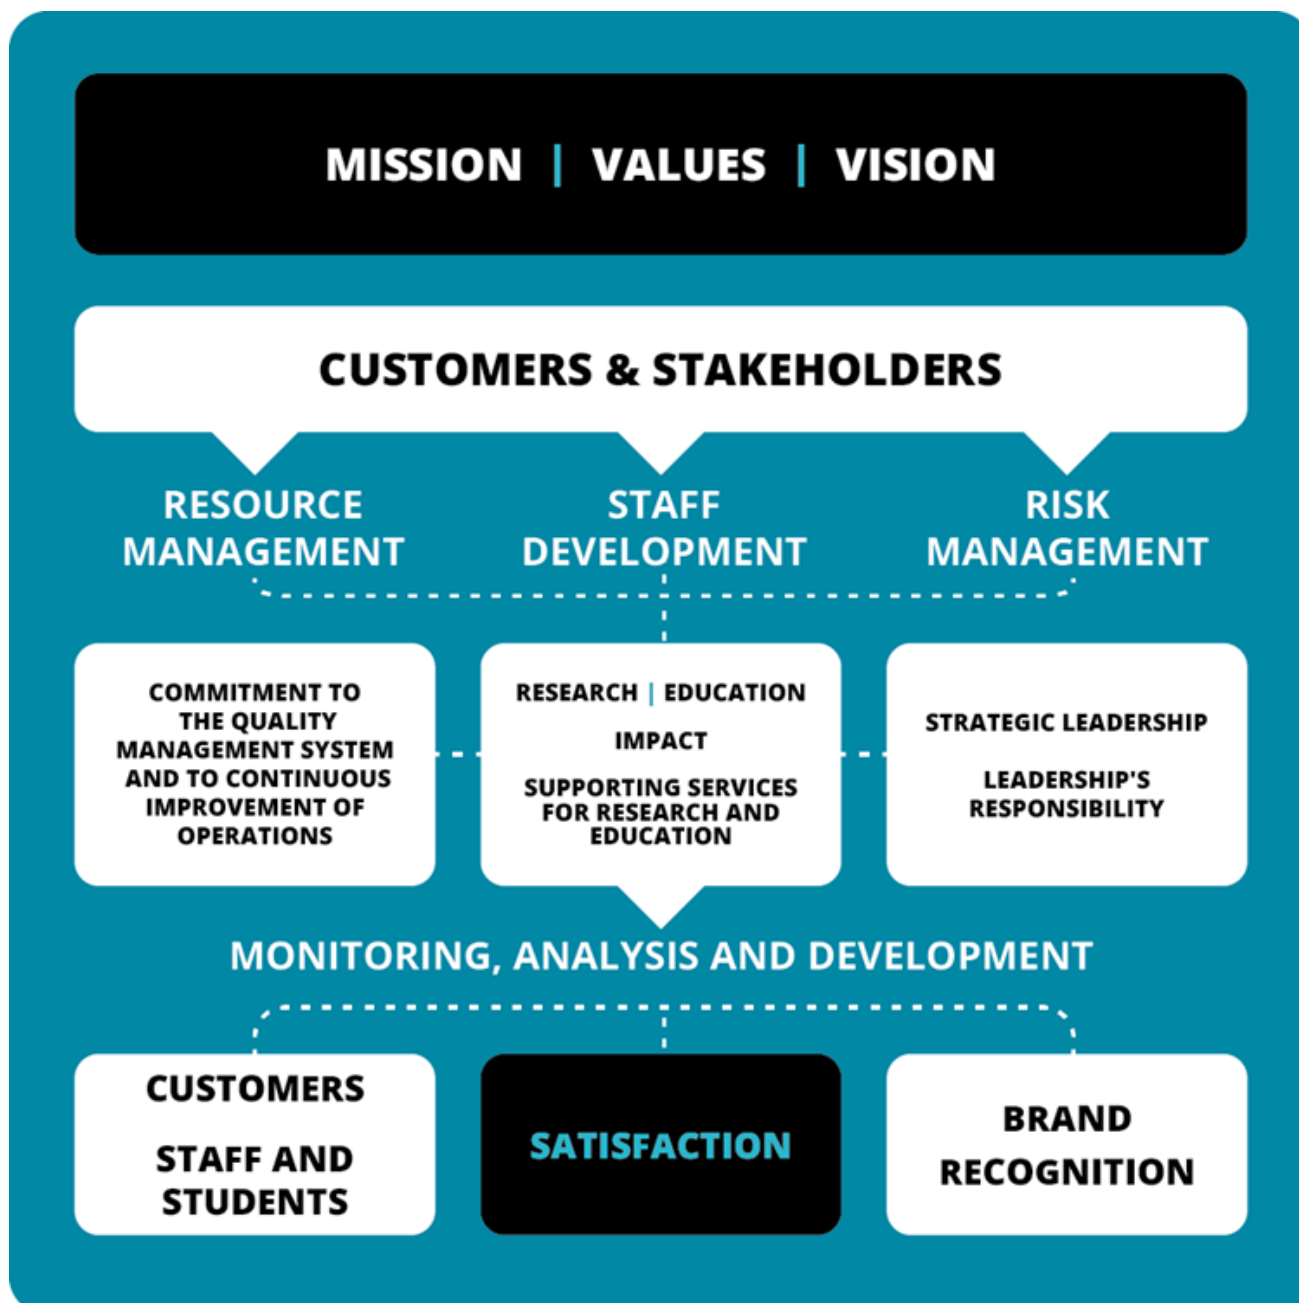 MISSION | VALUES | VISION
CUSTOMERS & STAKEHOLDERS
RESOURCE
MANAGEMENT
STAFF
DEVELOPMENT
RISK
MANAGEMENT
COMMITMENT TO
THE QUALITY
MANAGEMENT SYSTEM
AND TO CONTINUOUS
IMPROVEMENT OF
OPERATIONS
RESEARCH | EDUCATION
IMPACT
SUPPORTING SERVICES
FOR RESEARCH AND
EDUCATION
STRATEGIC LEADERSHIP
LEADERSHIP'S
RESPONSIBILITY
MONITORING, ANALYSIS AND DEVELOPMENT
CUSTOMERS
STAFF AND
STUDENTS
SATISFACTION
BRAND
RECOGNITION